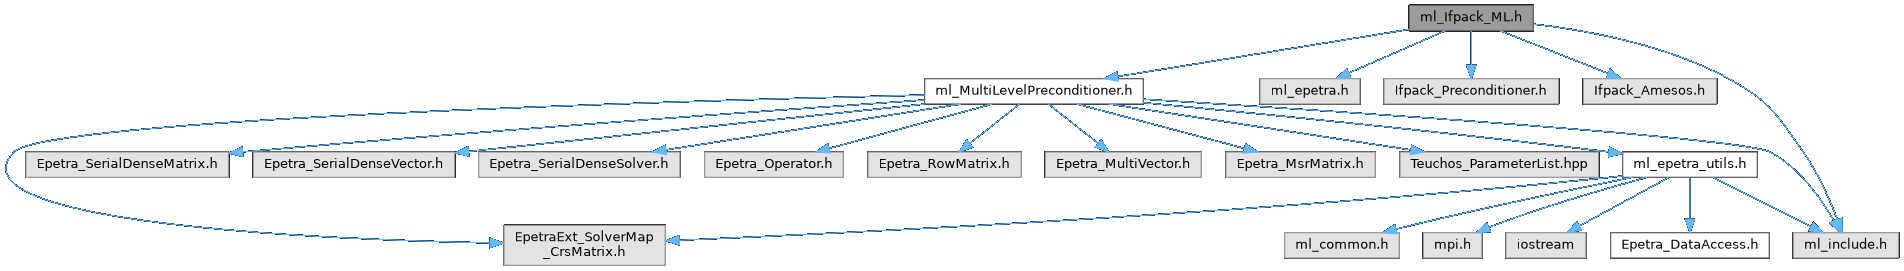 ml_Ifpack_ML.h
ml_MultiLevelPreconditioner.h
ml_epetra.h
Ifpack_Preconditioner.h
Ifpack_Amesos.h
Epetra_SerialDenseMatrix.h
Epetra_SerialDenseVector.h
Epetra_SerialDenseSolver.h
Epetra_Operator.h
Epetra_RowMatrix.h
Epetra_MultiVector.h
Epetra_MsrMatrix.h
Teuchos_ParameterList.hpp
ml_epetra_utils.h
EpetraExt_SolverMap
_CrsMatrix.h
ml_common.h
mpi.h
iostream
Epetra_DataAccess.h
ml_include.h